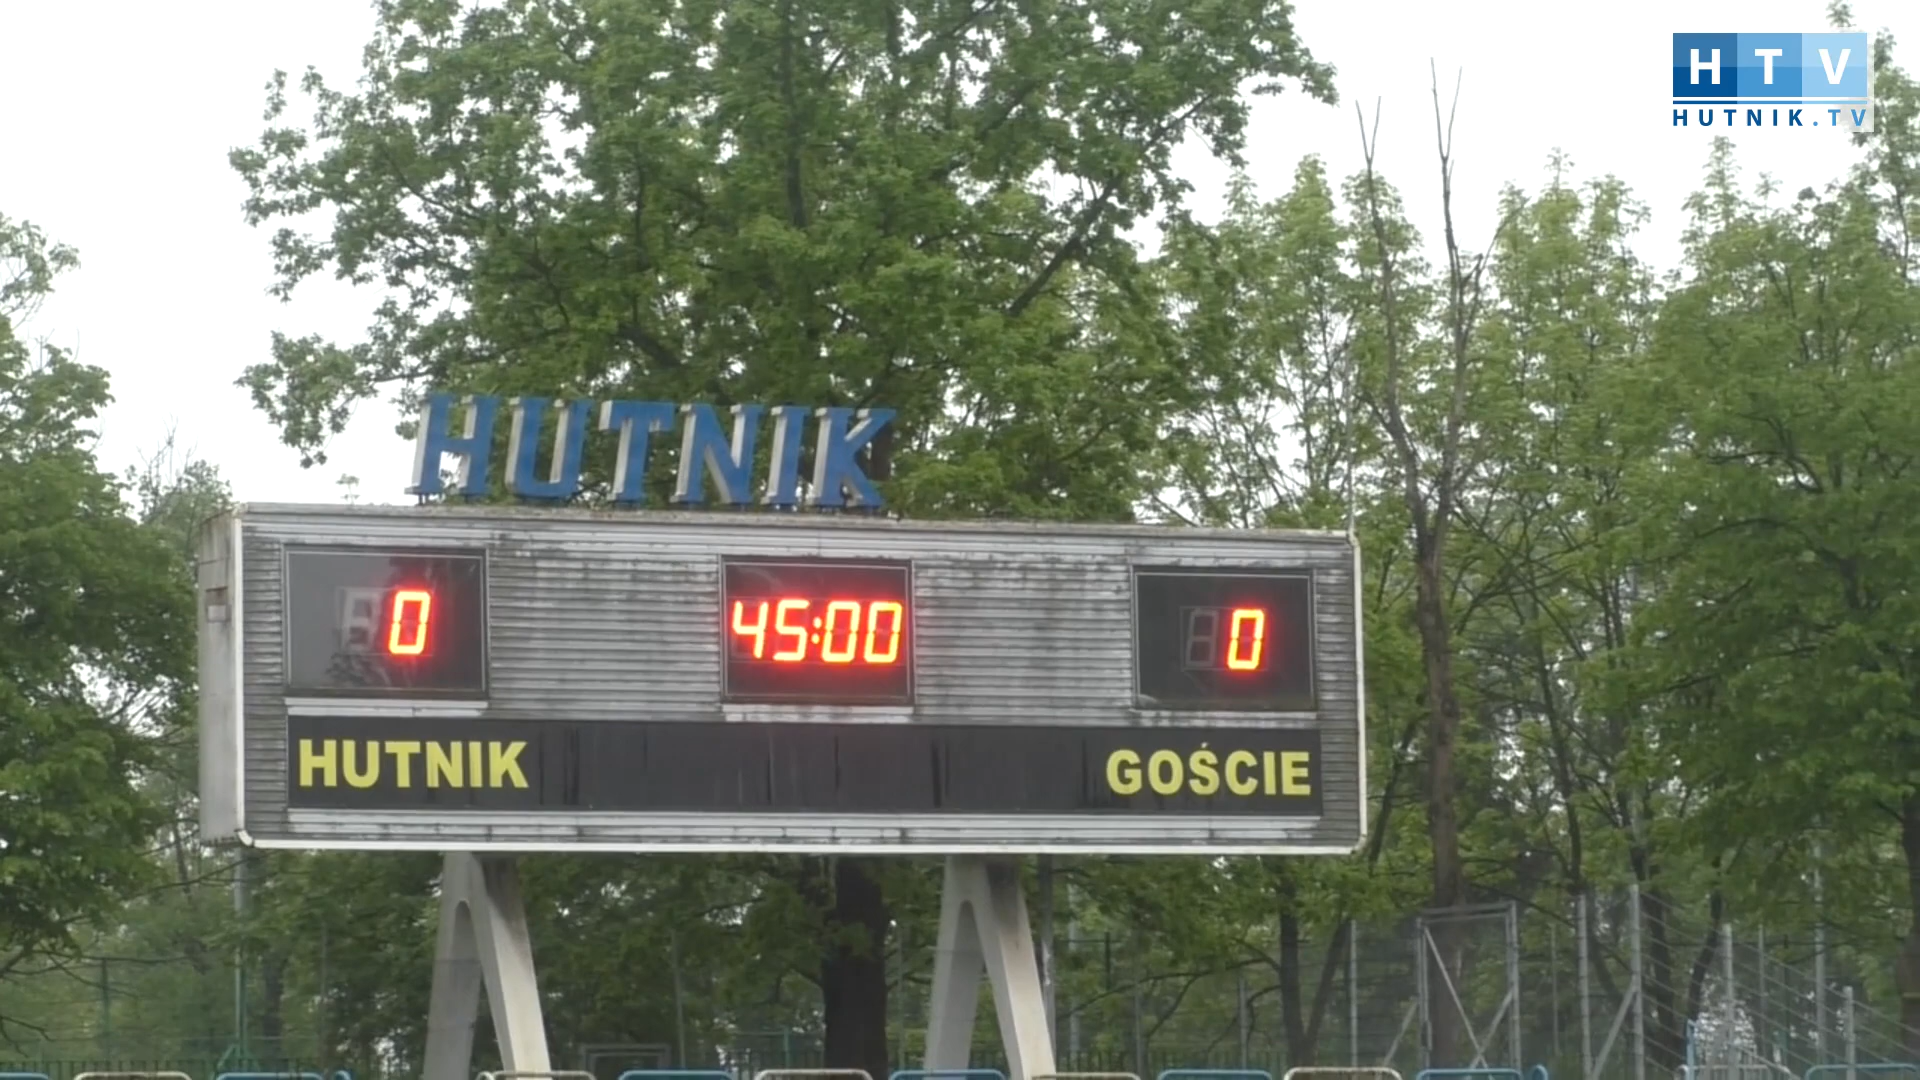 HTV
HUTNIK.TV
HUTNIK
0 45:00 0
HUTNIK GOŚCIE